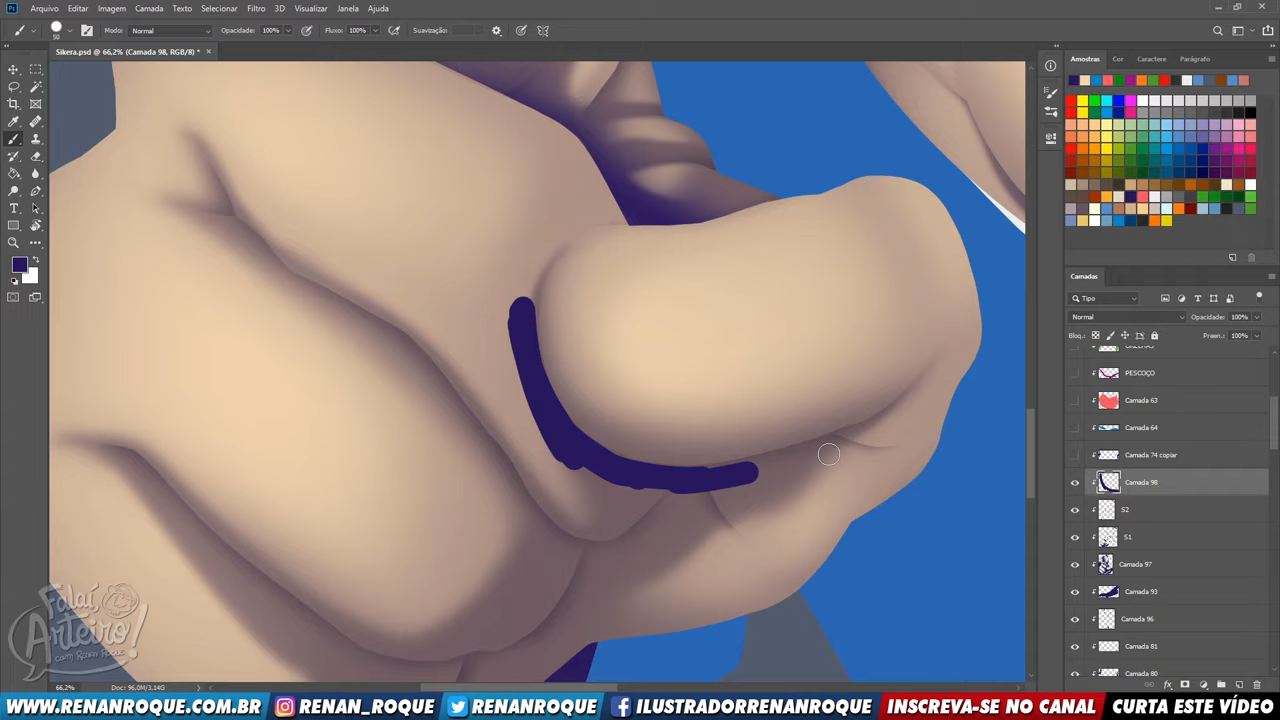 Arquivo Editar Imagem Camada Texto Selecionar Filtro 3D Visualizar Janela Ajuda
50 Modo: Normal Opacidade: 100% Fluxo: 100% Suavização:
Sikera.psd @ 66,2% (Camada 98, RGB/8) * ×
Amostras Cor Caractere Parágrafo
Camadas
Tipo
Normal Opacidade: 100%
Bloq.: Preen.: 100%
PESCOÇO
Camada 63
Camada 64
Camada 74 copiar
Camada 98
S2
S1
Camada 97
Camada 93
Camada 96
Camada 81
Camada 80
Falaí,
Arteiro!
com Renan Roque
66,2% Doc: 96,0M/3,14G
WWW.RENANROQUE.COM.BR RENAN_ROQUE RENANROQUE ILUSTRADORRENANROQUE INSCREVA-SE NO CANAL CURTA ESTE VÍDEO